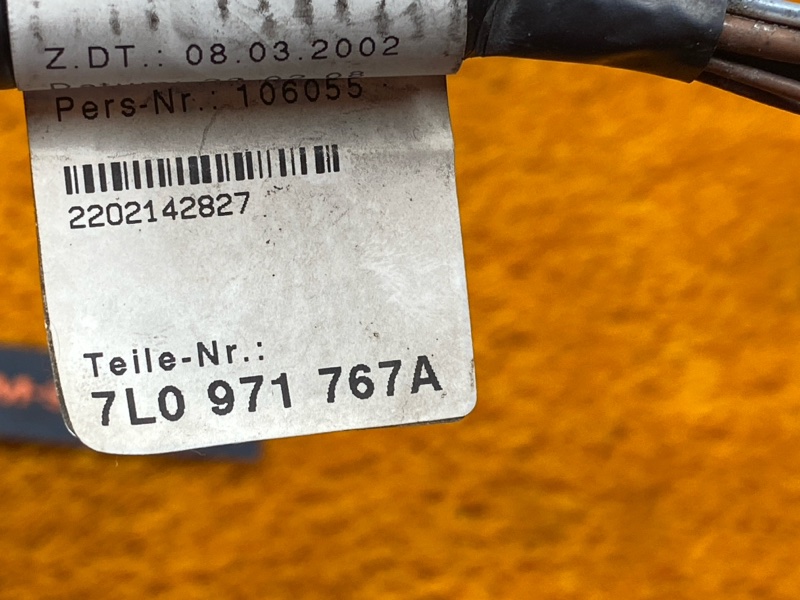 Z.DT.: 08.03.2002
Pers-Nr.: 106055
2202142827
Teile-Nr.:
7L0 971 767A